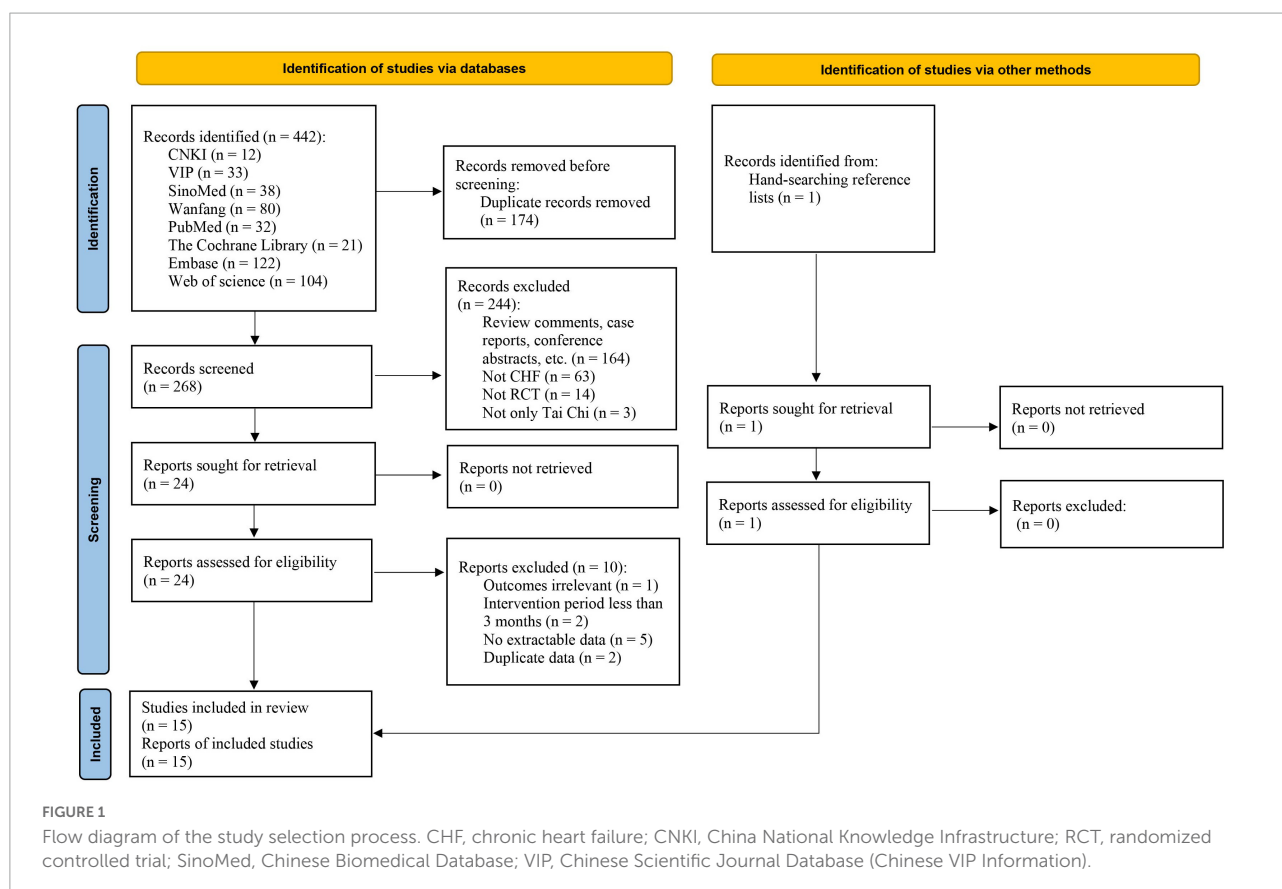 Identification of studies via databases
Identification of studies via other methods
Identification
Records identified (n = 442):
CNKI (n = 12)
VIP (n = 33)
SinoMed (n = 38)
Wanfang (n = 80)
PubMed (n = 32)
The Cochrane Library (n = 21)
Embase (n = 122)
Web of science (n = 104)
Records removed before
screening:
Duplicate records removed
(n = 174)
Records identified from:
Hand-searching reference
lists (n = 1)
Screening
Records screened
(n = 268)
Records excluded
(n = 244):
Review comments, case
reports, conference
abstracts, etc. (n = 164)
Not CHF (n = 63)
Not RCT (n = 14)
Not only Tai Chi (n = 3)
Reports sought for retrieval
(n = 24)
Reports not retrieved
(n = 0)
Reports sought for retrieval
(n = 1)
Reports not retrieved
(n = 0)
Reports assessed for eligibility
(n = 24)
Reports excluded (n = 10):
Outcomes irrelevant (n = 1)
Intervention period less than
3 months (n = 2)
No extractable data (n = 5)
Duplicate data (n = 2)
Reports assessed for eligibility
(n = 1)
Reports excluded:
(n = 0)
Included
Studies included in review
(n = 15)
Reports of included studies
(n = 15)
FIGURE 1
Flow diagram of the study selection process. CHF, chronic heart failure; CNKI, China National Knowledge Infrastructure; RCT, randomized
controlled trial; SinoMed, Chinese Biomedical Database; VIP, Chinese Scientific Journal Database (Chinese VIP Information).